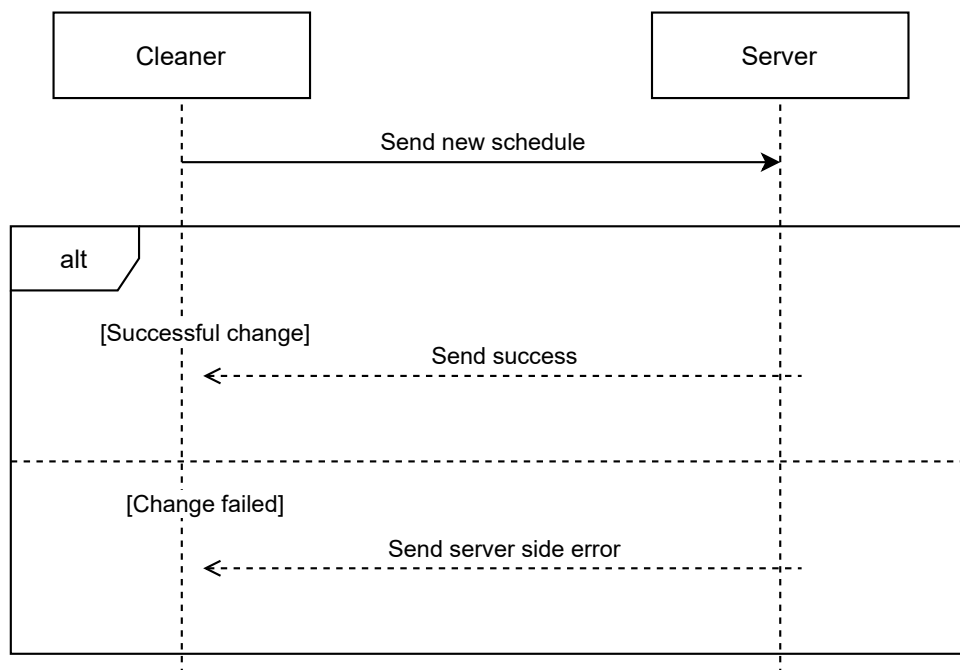 Cleaner
Server
Send new schedule
alt
[Successful change]
Send success
[Change failed]
Send server side error